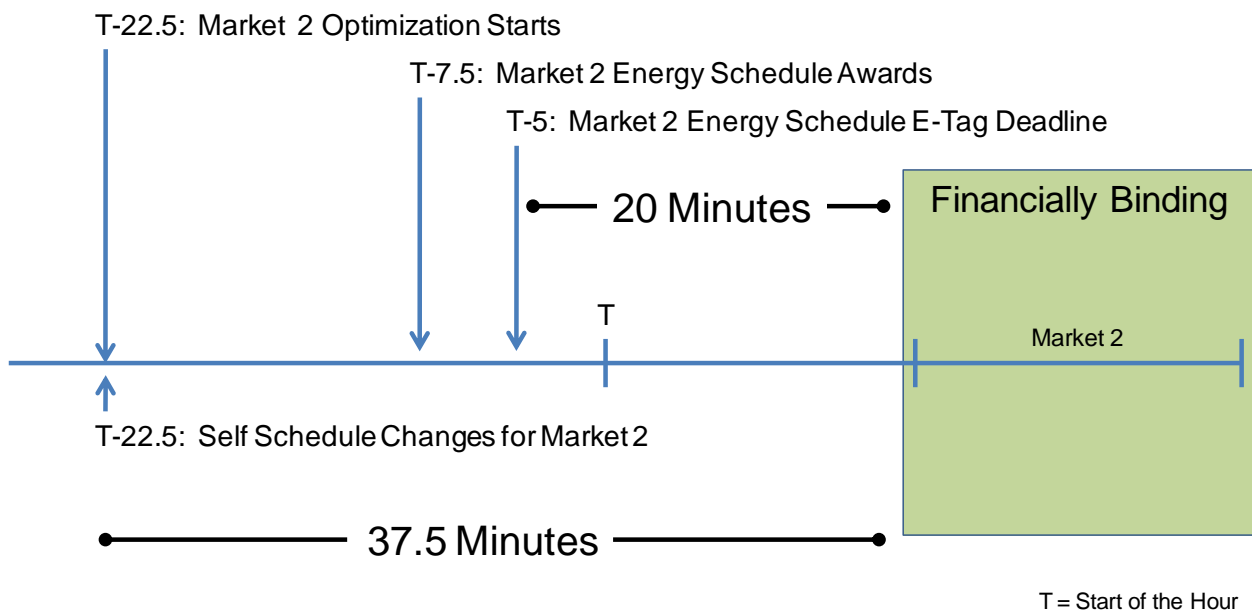 T-22.5: Market 2 Optimization Starts
T-7.5: Market 2 Energy Schedule Awards
T-5: Market 2 Energy Schedule E-Tag Deadline
20 Minutes
Financially Binding
T
Market 2
T-22.5: Self Schedule Changes for Market 2
37.5 Minutes
T = Start of the Hour